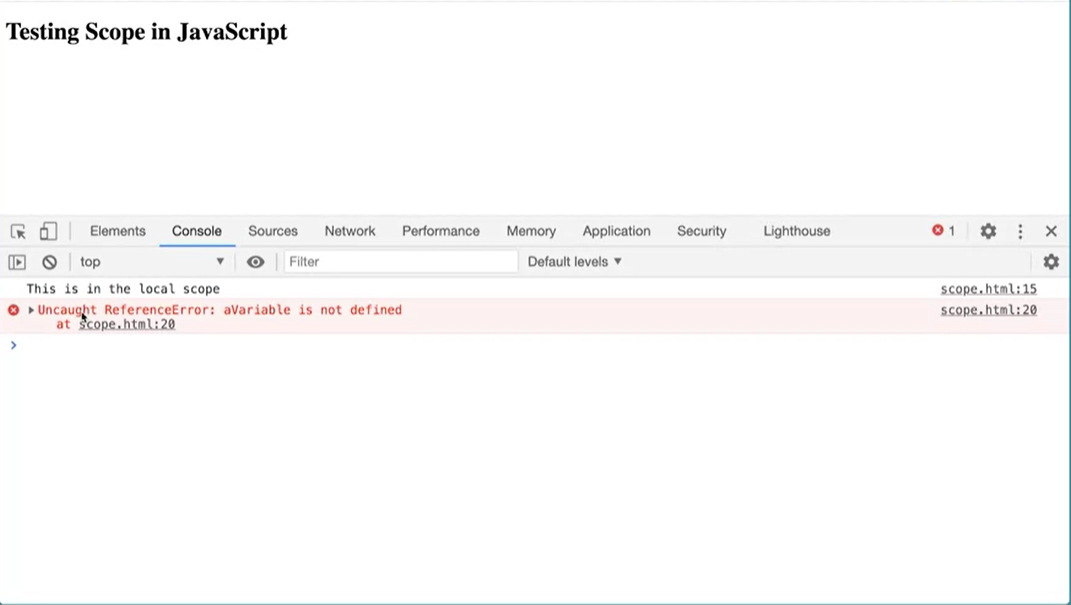 Testing Scope in JavaScript
Elements Console Sources Network Performance Memory Application Security Lighthouse 1
top Filter Default levels
This is in the local scope scope.html:15
Uncaught ReferenceError: aVariable is not defined scope.html:20
at scope.html:20